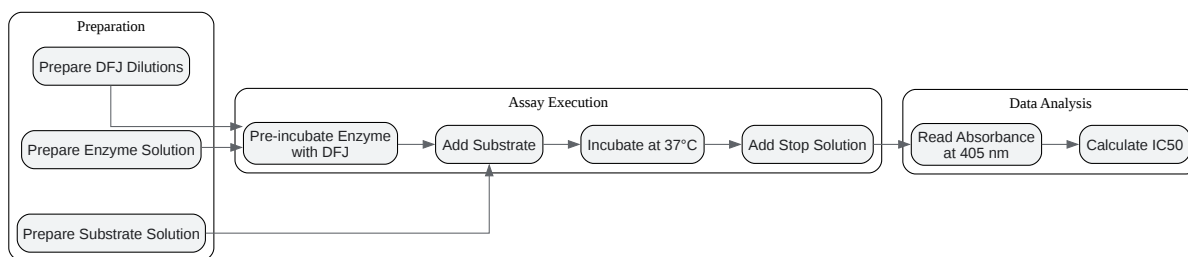 Preparation
Prepare DFJ Dilutions
Prepare Enzyme Solution
Prepare Substrate Solution
Assay Execution
Pre-incubate Enzyme
with DFJ
Add Substrate
Incubate at 37°C
Add Stop Solution
Data Analysis
Read Absorbance
at 405 nm
Calculate IC50